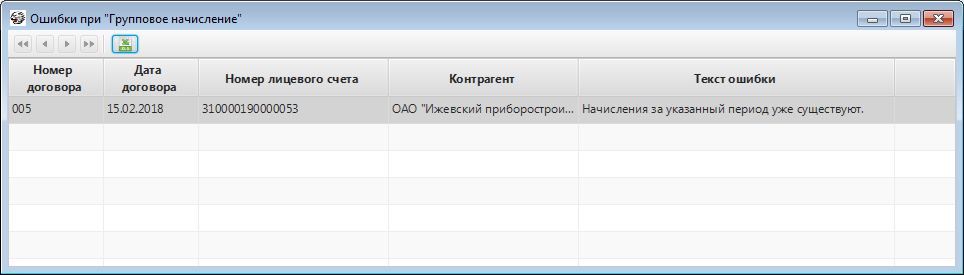 Ошибки при "Групповое начисление"
Номер договора Дата договора Номер лицевого счета Контрагент Текст ошибки
005 15.02.2018 310000190000053 ОАО "Ижевский приборострои... Начисления за указанный период уже существуют.